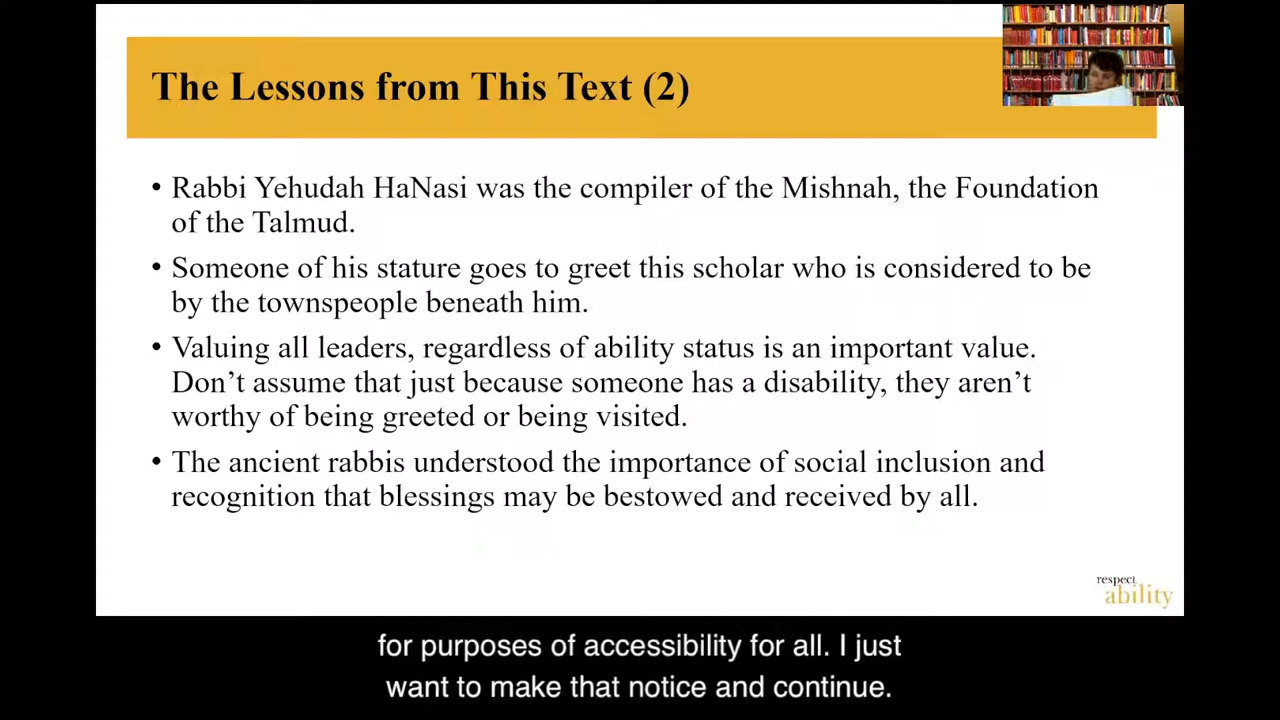 The Lessons from This Text (2)
• Rabbi Yehudah HaNasi was the compiler of the Mishnah, the Foundation
of the Talmud.
• Someone of his stature goes to greet this scholar who is considered to be
by the townspeople beneath him.
• Valuing all leaders, regardless of ability status is an important value.
Don’t assume that just because someone has a disability, they aren’t
worthy of being greeted or being visited.
• The ancient rabbis understood the importance of social inclusion and
recognition that blessings may be bestowed and received by all.
respect
ability
for purposes of accessibility for all. I just
want to make that notice and continue.